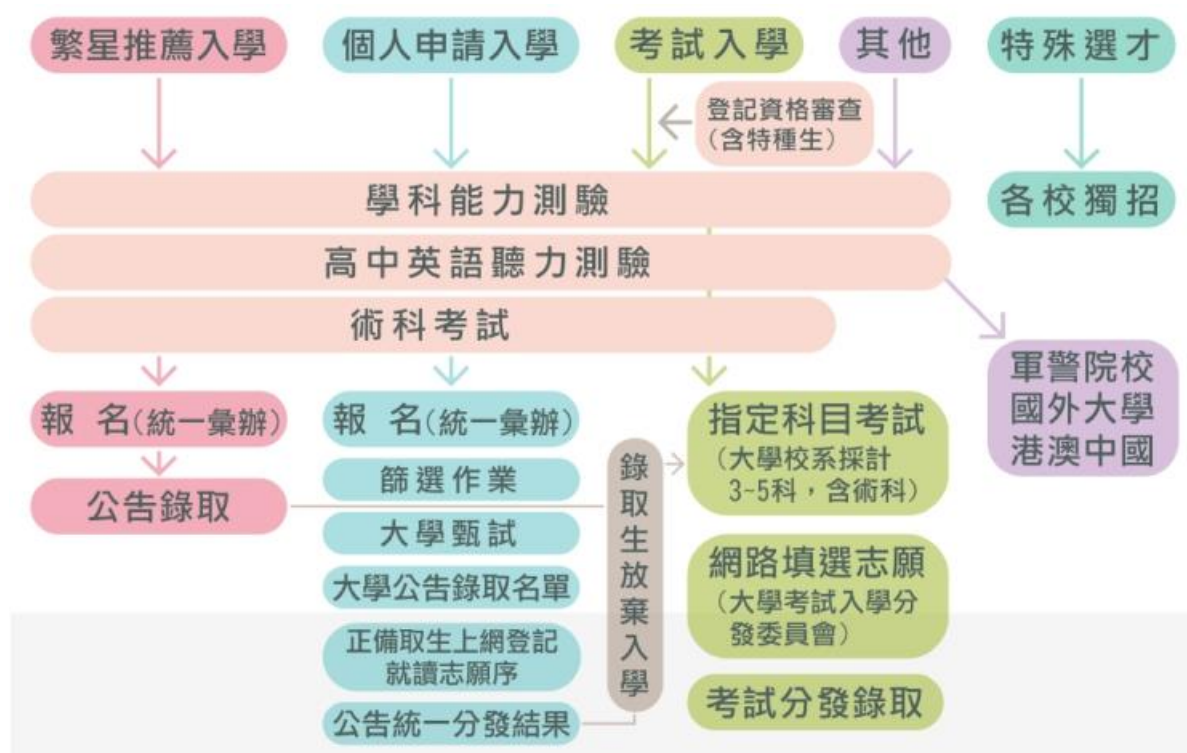 繁星推薦入學
個人申請入學
考試入學
其他
特殊選才
登記資格審查
(含特種生)
學科能力測驗
各校獨招
高中英語聽力測驗
術科考試
軍警院校
國外大學
港澳中國
報 名(統一彙辦)
公告錄取
報 名(統一彙辦)
篩選作業
大學甄試
大學公告錄取名單
正備取生上網登記
就讀志願序
公告統一分發結果
錄取生放棄入學
指定科目考試
(大學校系採計
3~5科,含術科)
網路填選志願
(大學考試入學分
發委員會)
考試分發錄取